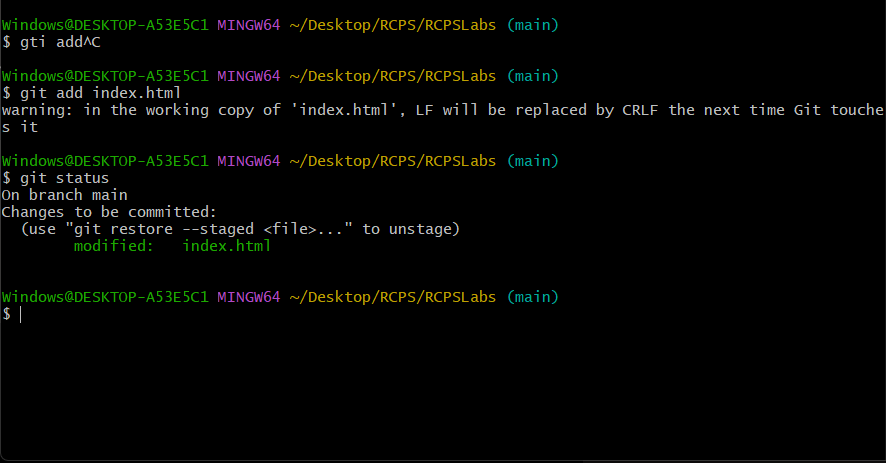 Windows@DESKTOP-A53E5C1 MINGW64 ~/Desktop/RCPS/RCPSLabs (main)
$ gti add^C
Windows@DESKTOP-A53E5C1 MINGW64 ~/Desktop/RCPS/RCPSLabs (main)
$ git add index.html
warning: in the working copy of 'index.html', LF will be replaced by CRLF the next time Git touche
s it
Windows@DESKTOP-A53E5C1 MINGW64 ~/Desktop/RCPS/RCPSLabs (main)
$ git status
On branch main
Changes to be committed:
  (use "git restore --staged <file>..." to unstage)
        modified:   index.html
Windows@DESKTOP-A53E5C1 MINGW64 ~/Desktop/RCPS/RCPSLabs (main)
$